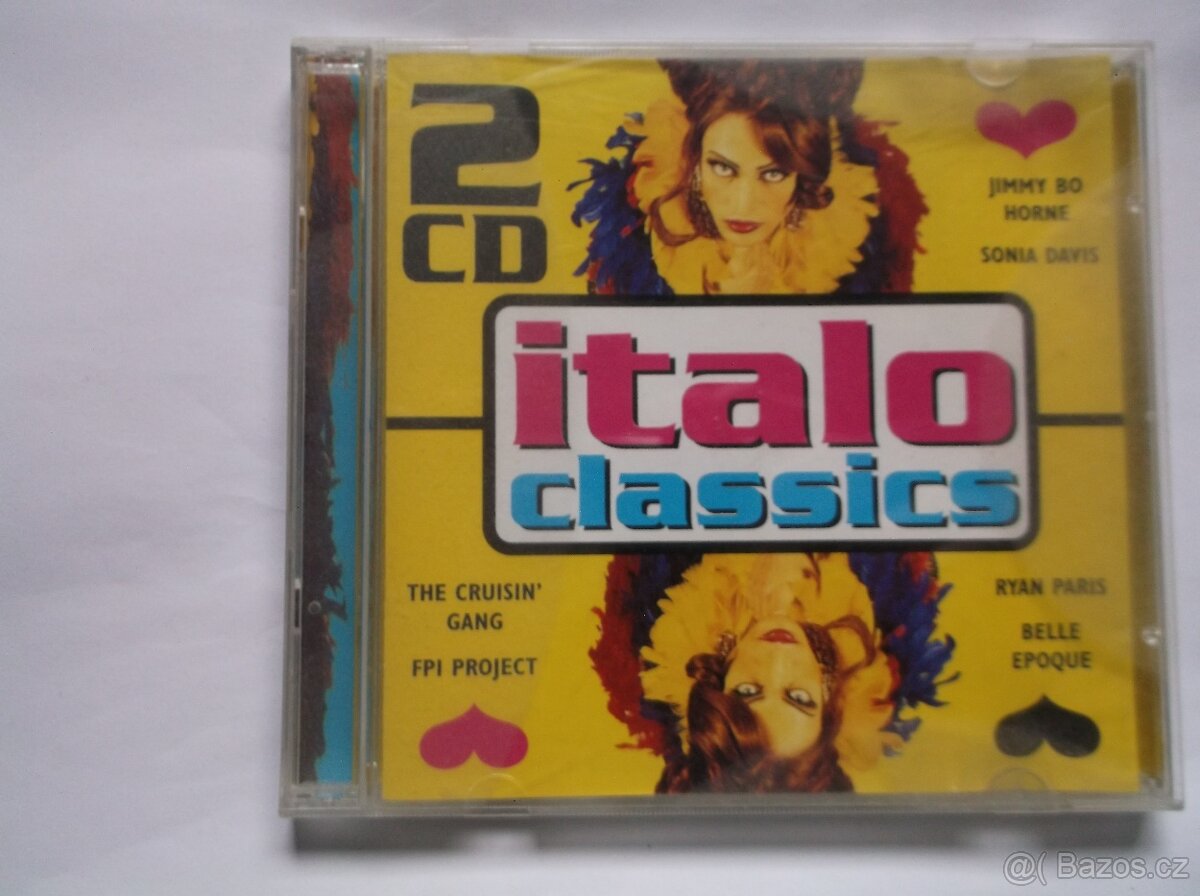 2
CD
JIMMY BO
HORNE
SONIA DAVIS
italo
classics
THE CRUISIN'
GANG
FPI PROJECT
RYAN PARIS
BELLE
EPOQUE
@( Bazos.cz